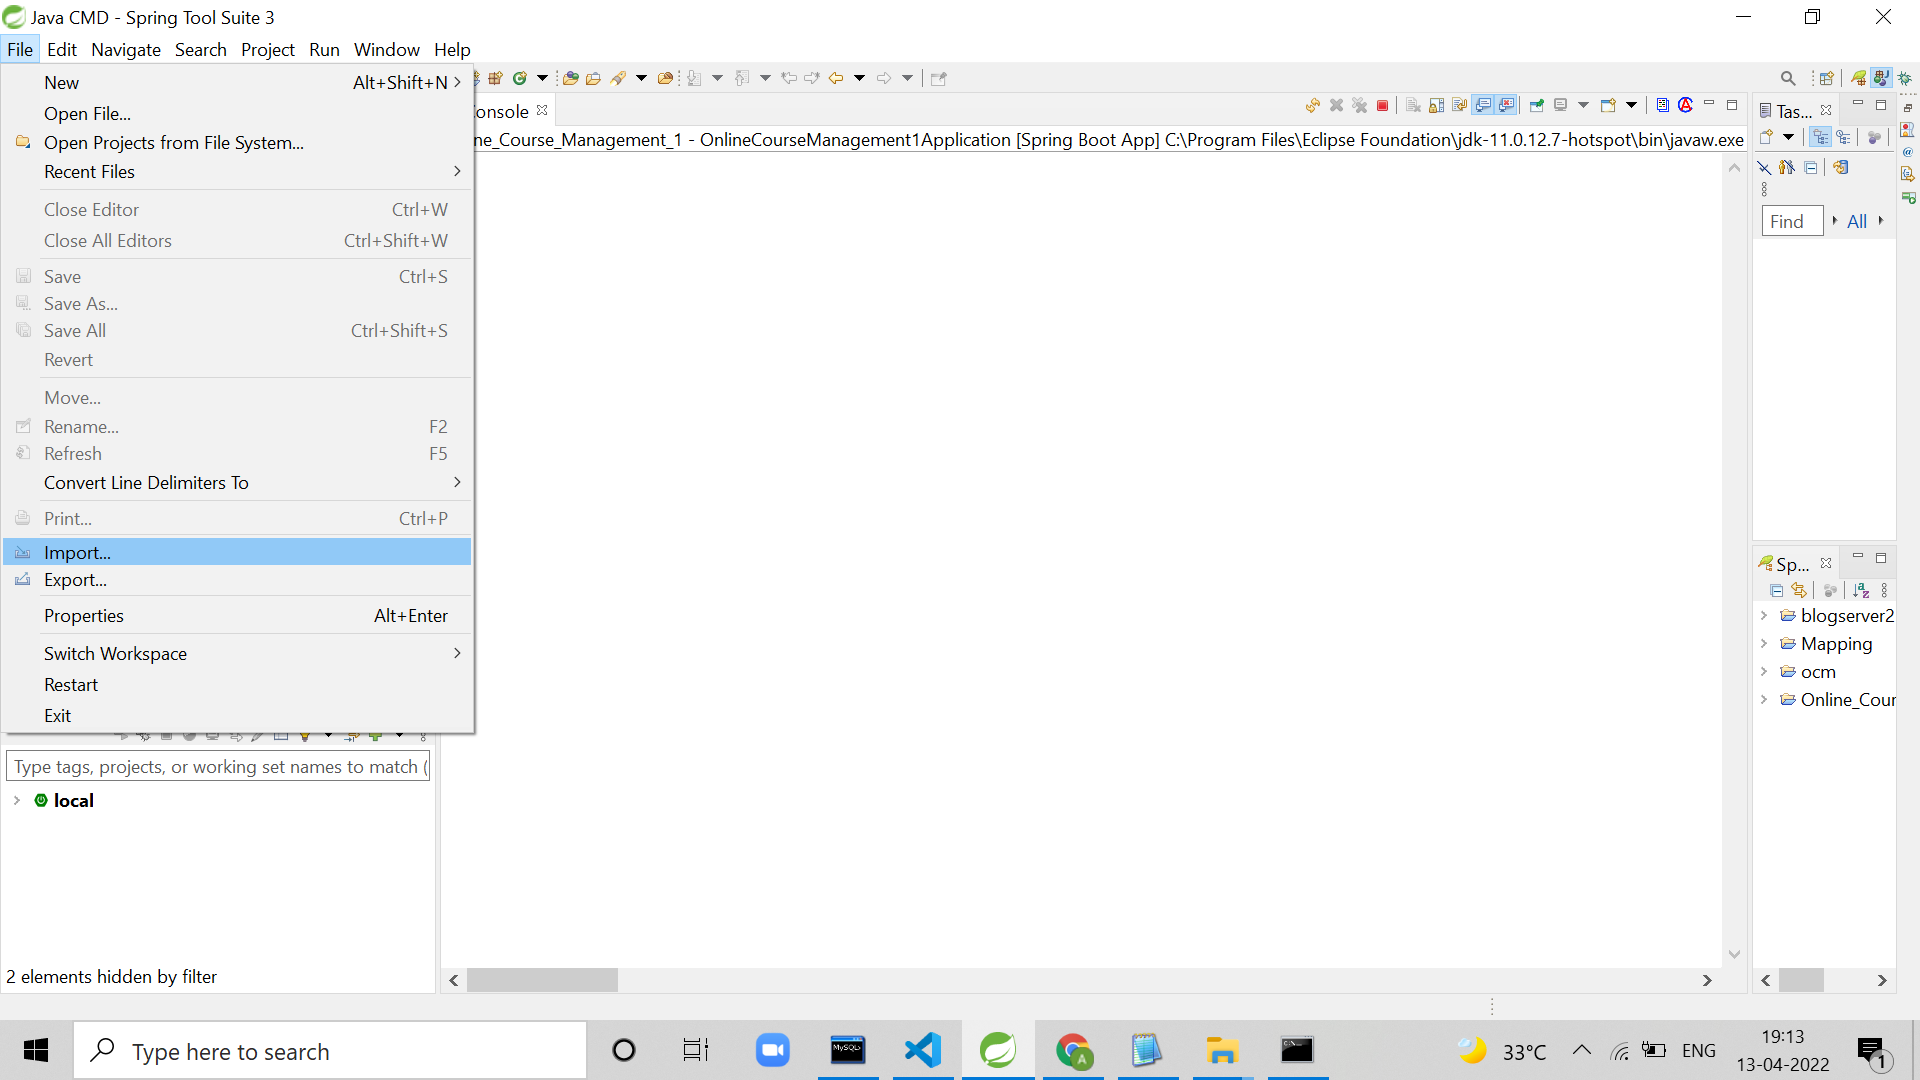 Java CMD - Spring Tool Suite 3
File Edit Navigate Search Project Run Window Help
New Alt+Shift+N
Open File...
Open Projects from File System...
Recent Files
Close Editor Ctrl+W
Close All Editors Ctrl+Shift+W
Save Ctrl+S
Save As...
Save All Ctrl+Shift+S
Revert
Move...
Rename... F2
Refresh F5
Convert Line Delimiters To
Print... Ctrl+P
Import...
Export...
Properties Alt+Enter
Switch Workspace
Restart
Exit
onsole
ne_Course_Management_1 - OnlineCourseManagement1Application [Spring Boot App] C:\Program Files\Eclipse Foundation\jdk-11.0.12.7-hotspot\bin\javaw.exe
Tas...
Find All
Sp...
blogserver2
Mapping
ocm
Online_Cour
Type tags, projects, or working set names to match (
local
2 elements hidden by filter
Type here to search
MySQL
A
33°C
ENG
19:13
13-04-2022
1